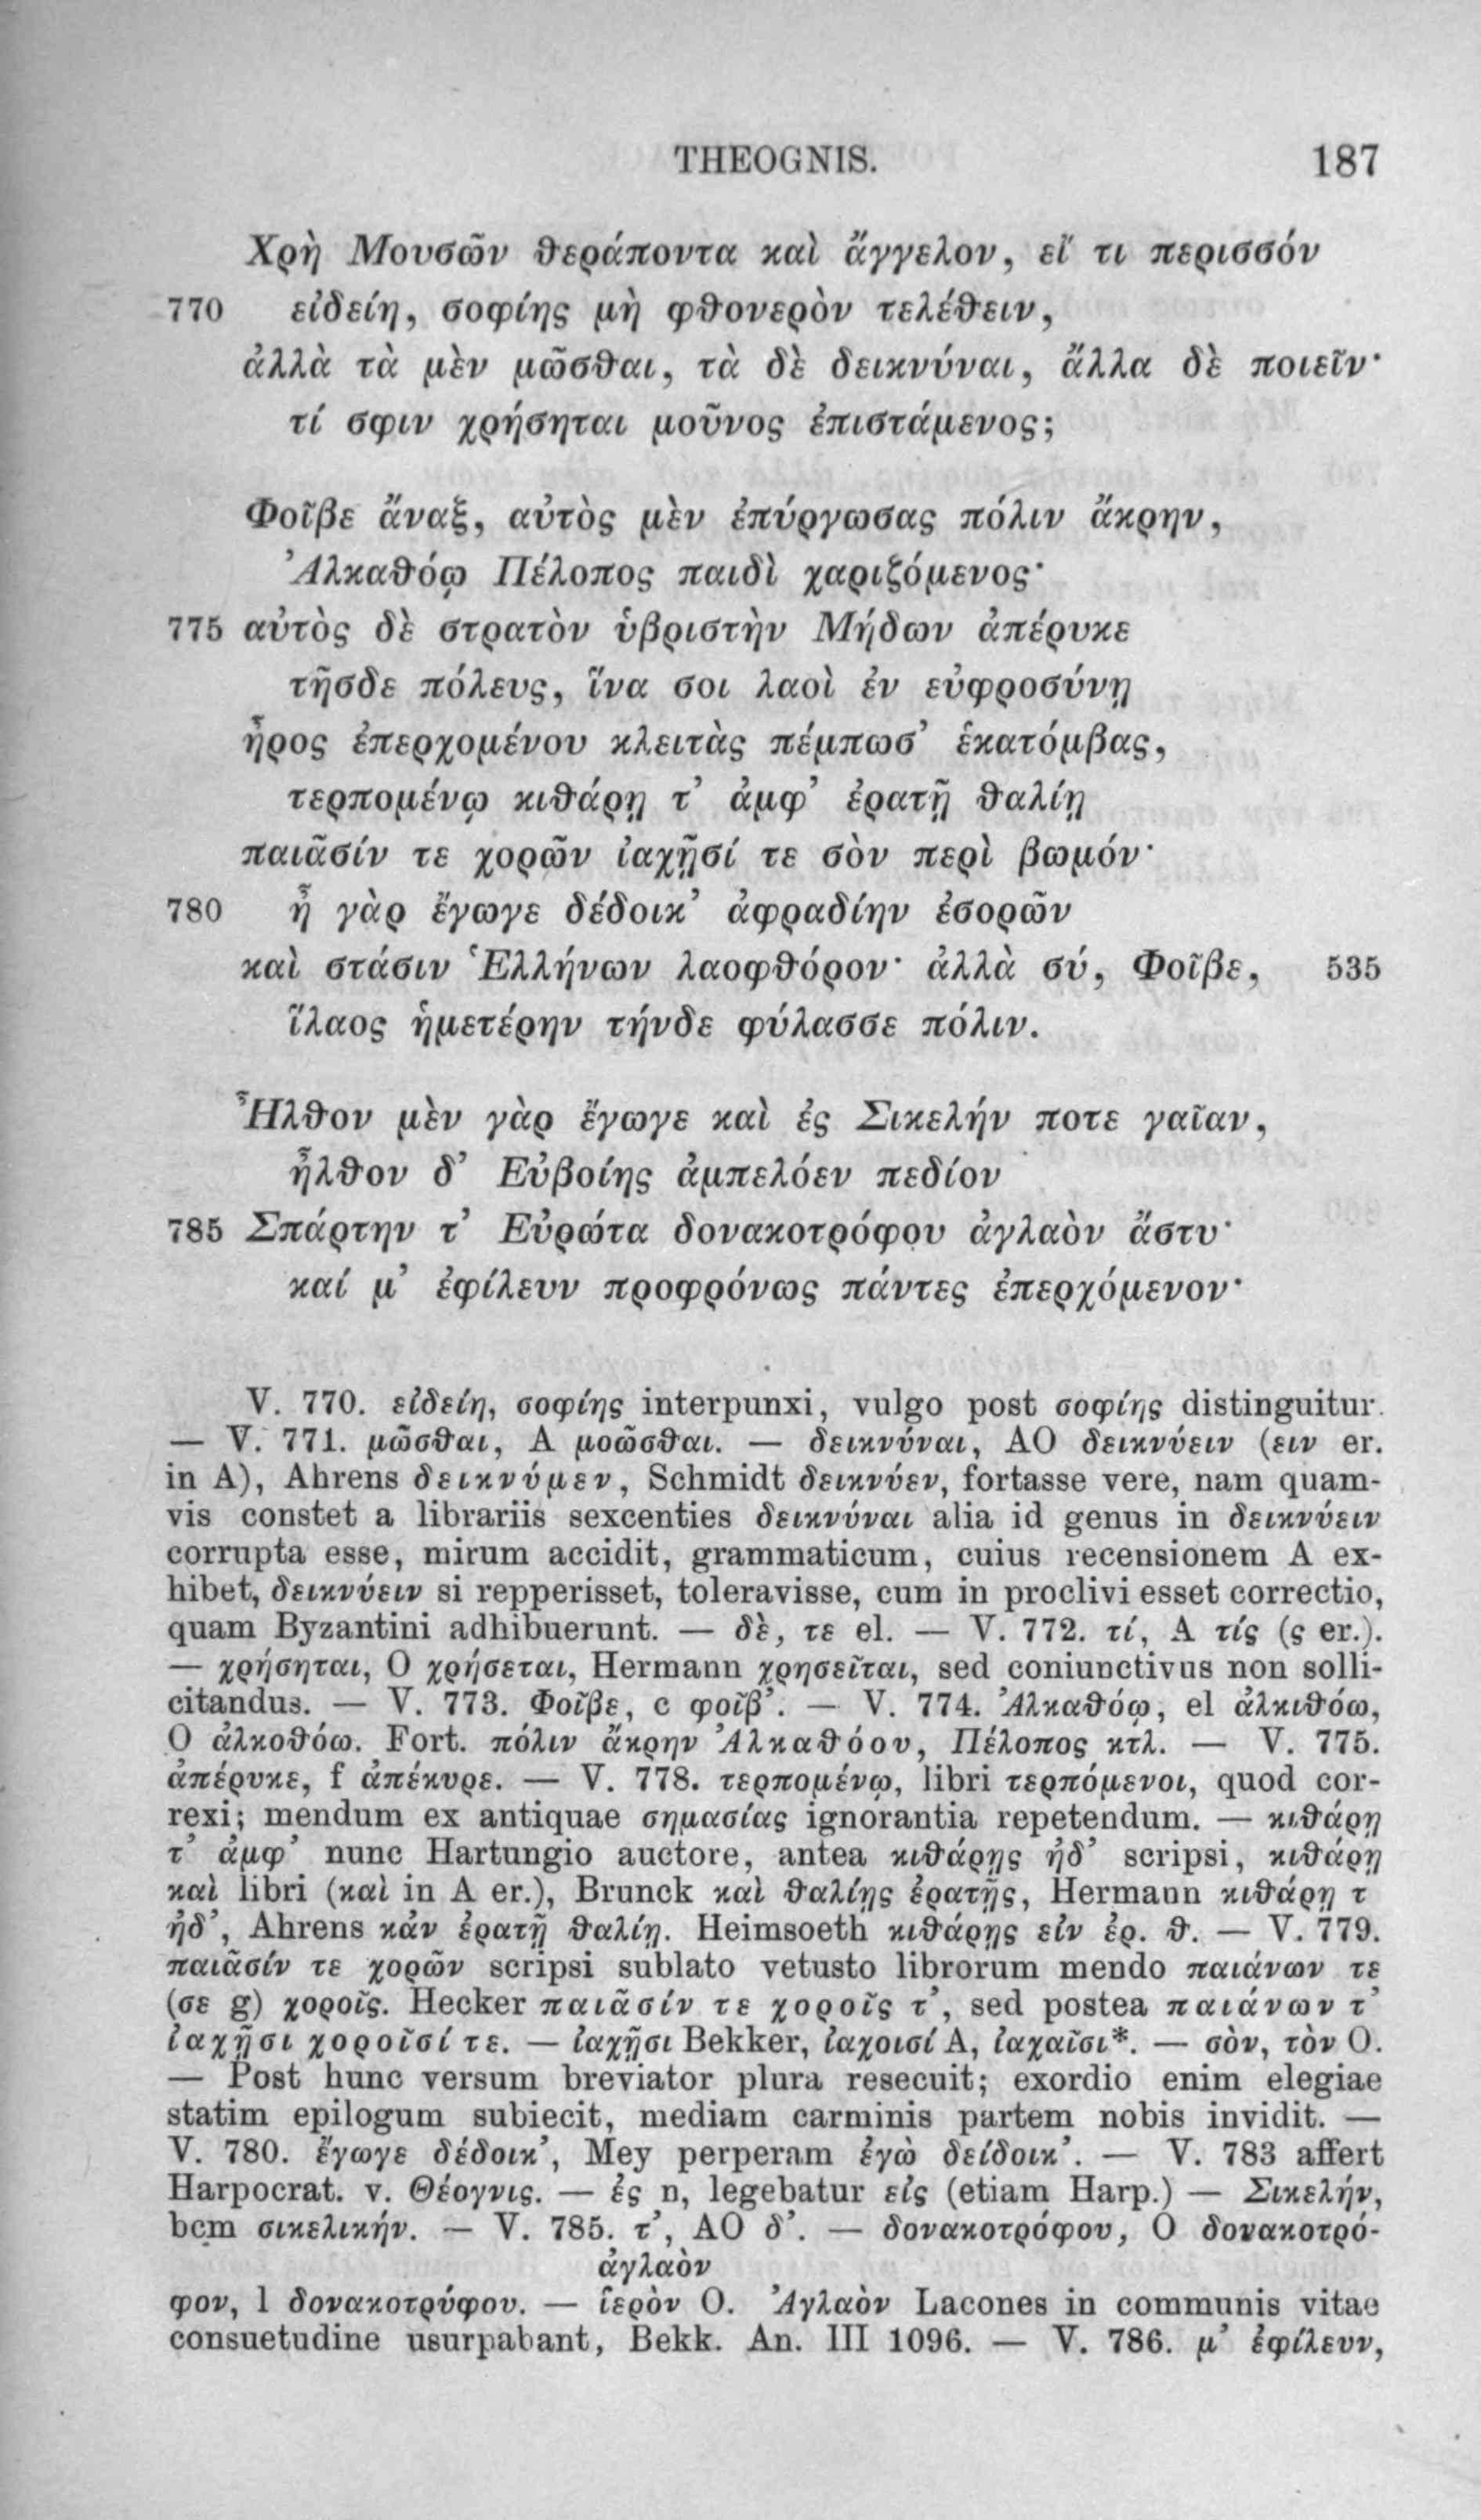 THEOGNIS. 187
Χρὴ Μουσῶν θεράποντα καὶ ἄγγελον, εἴ τι περισσόν
770 εἰδείη, σοφίης μὴ φθονερὸν τελέθειν,
ἀλλὰ τὰ μὲν μῶσθαι, τὰ δὲ δεικνύναι, ἄλλα δὲ ποιεῖν·
τί σφιν χρήσηται μοῦνος ἐπιστάμενος;
Φοῖβε ἄναξ, αὐτὸς μὲν ἐπύργωσας πόλιν ἄκρην,
Ἀλκαθόῳ Πέλοπος παιδὶ χαριζόμενος·
775 αὐτὸς δὲ στρατὸν ὑβριστὴν Μήδων ἀπέρυκε
τῆσδε πόλευς, ἵνα σοι λαοὶ ἐν εὐφροσύνῃ
ἦρος ἐπερχομένου κλειτὰς πέμπωσ’ ἑκατόμβας,
τερπομένῳ κιθάρῃ τ’ ἀμφ’ ἐρατῇ θαλίῃ
παιᾶσίν τε χορῶν ἰαχῇσί τε σὸν περὶ βωμόν·
780 ἦ γὰρ ἔγωγε δέδοικ’ ἀφραδίην ἐσορῶν
καὶ στάσιν Ἑλλήνων λαοφθόρον· ἀλλὰ σύ, Φοῖβε, 535
ἵλαος ἡμετέρην τήνδε φύλασσε πόλιν.
Ἦλθον μὲν γὰρ ἔγωγε καὶ ἐς Σικελήν ποτε γαῖαν,
ἦλθον δ’ Εὐβοίης ἀμπελόεν πεδίον
785 Σπάρτην τ’ Εὐρώτα δονακοτρόφου ἀγλαὸν ἄστυ·
καί μ’ ἐφίλευν προφρόνως πάντες ἐπερχόμενον·
V. 770. εἰδείη, σοφίης interpunxi, vulgo post σοφίης distinguitur.
— V. 771. μῶσθαι, A μοῶσθαι. — δεικνύναι, AO δεικνύειν (ειν er.
in A), Ahrens δεικνύμεν, Schmidt δεικνύεν, fortasse vere, nam quam-
vis constet a librariis sexcenties δεικνύναι alia id genus in δεικνύειν
corrupta esse, mirum accidit, grammaticum, cuius recensionem A ex-
hibet, δεικνύειν si repperisset, toleravisse, cum in proclivi esset correctio,
quam Byzantini adhibuerunt. — δὲ, τε el. — V. 772. τί, A τίς (ς er.).
— χρήσηται, O χρήσεται, Hermann χρησεῖται, sed coniunctivus non solli-
citandus. — V. 773. Φοῖβε, c φοῖβ’. — V. 774. Ἀλκαθόῳ, el ἀλκιθόω,
O ἀλκοθόω. Fort. πόλιν ἄκρην Ἀλκαθόου, Πέλοπος κτλ. — V. 775.
ἀπέρυκε, f ἀπέκυρε. — V. 778. τερπομένῳ, libri τερπόμενοι, quod cor-
rexi; mendum ex antiquae σημασίας ignorantia repetendum. — κιθάρῃ
τ’ ἀμφ’ nunc Hartungio auctore, antea κιθάρῃς ἠδ’ scripsi, κιθάρῃ
καὶ libri (καὶ in A er.), Brunck καὶ θαλίῃς ἐρατῇς, Hermann κιθάρῃ τ
ἠδ’, Ahrens κἀν ἐρατῇ θαλίῃ. Heimsoeth κιθάρῃς εἰν ἐρ. θ. — V. 779.
παιᾶσίν τε χορῶν scripsi sublato vetusto librorum mendo παιάνων τε
(σε g) χοροῖς. Hecker παιᾶσίν τε χοροῖς τ’, sed postea παιάνων τ’
ἰαχῇσι χοροῖσί τε. — ἰαχῇσι Bekker, ἰαχοισί A, ἰαχαῖσι*. — σὸν, τὸν O.
— Post hunc versum breviator plura resecuit; exordio enim elegiae
statim epilogum subiecit, mediam carminis partem nobis invidit. —
V. 780. ἔγωγε δέδοικ’, Mey perperam ἐγὼ δείδοικ’. — V. 783 affert
Harpocrat. v. Θέογνις. — ἐς n, legebatur εἰς (etiam Harp.) — Σικελήν,
bcm σικελικήν. — V. 785. τ’, AO δ’. — δονακοτρόφου, O δονακοτρό-
ἀγλαὸν
φον, l δονακοτρύφου. — ἱερὸν O. Ἀγλαὸν Lacones in communis vitae
consuetudine usurpabant, Bekk. An. III 1096. — V. 786. μ’ ἐφίλευν,